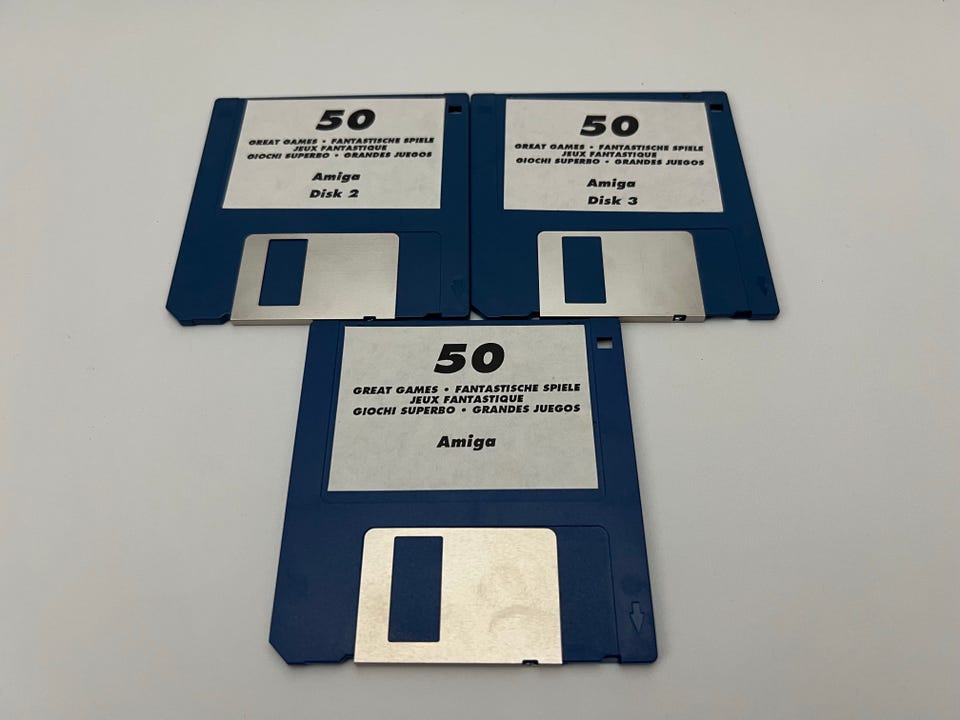 50
GREAT GAMES • FANTASTISCHE SPIELE
JEUX FANTASTIQUE
GIOCHI SUPERBO • GRANDES JUEGOS
Amiga
Disk 2
50
GREAT GAMES • FANTASTISCHE SPIELE
JEUX FANTASTIQUE
GIOCHI SUPERBO • GRANDES JUEGOS
Amiga
Disk 3
50
GREAT GAMES • FANTASTISCHE SPIELE
JEUX FANTASTIQUE
GIOCHI SUPERBO • GRANDES JUEGOS
Amiga